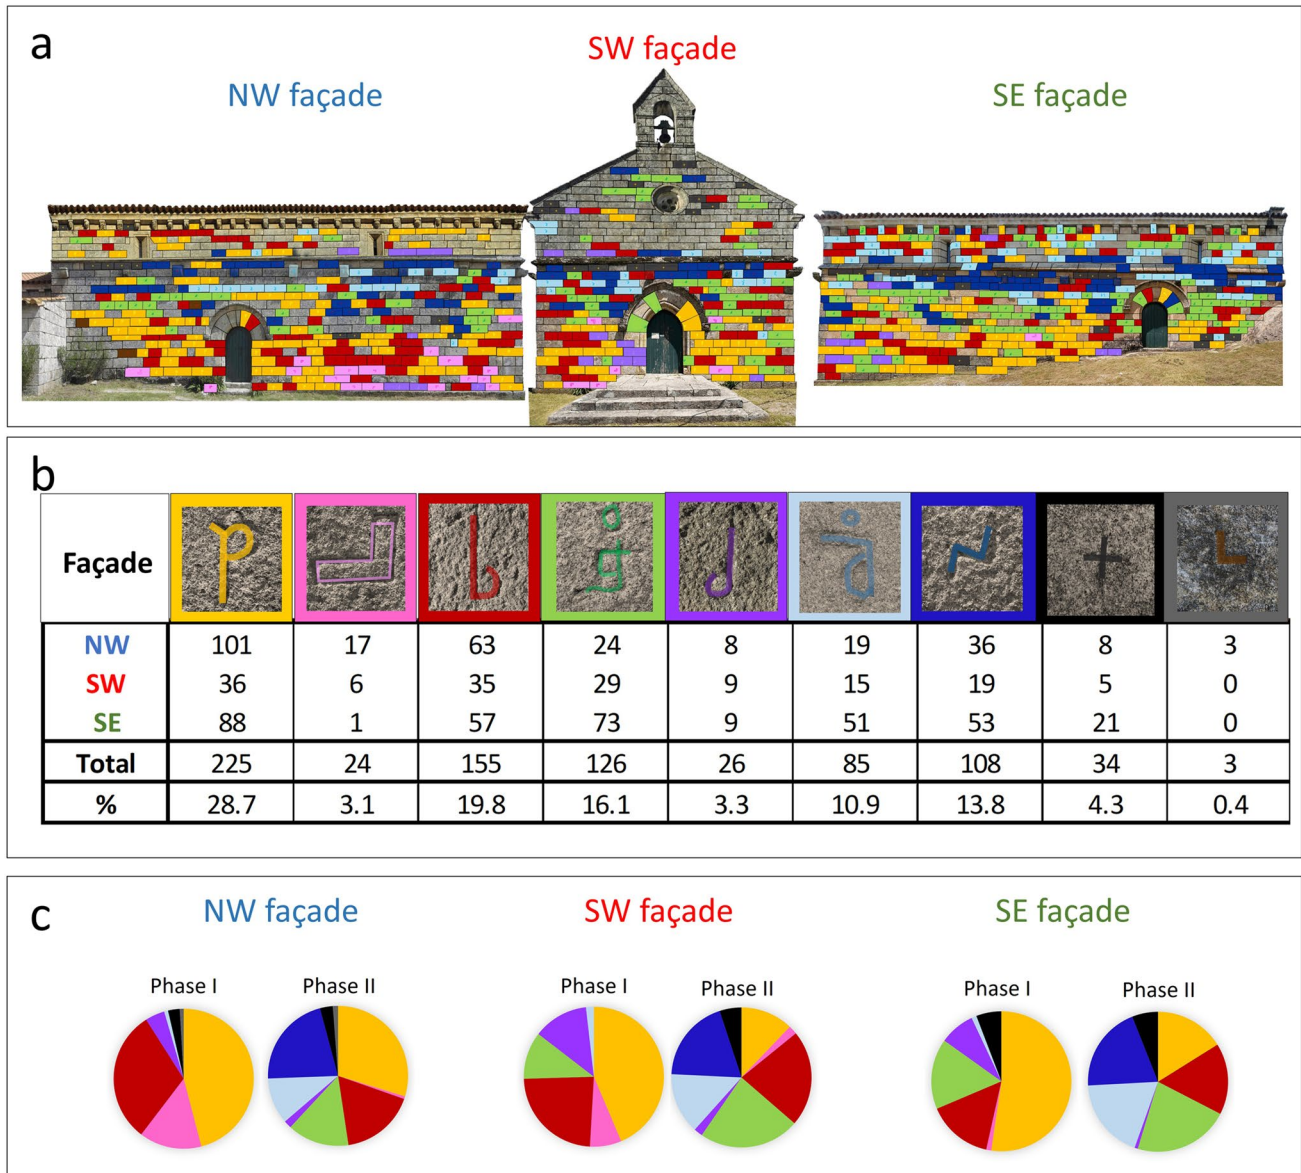 a
SW façade
NW façade
SE façade
b
Façade
NW 101 17 63 24 8 19 36 8 3
SW 36 6 35 29 9 15 19 5 0
SE 88 1 57 73 9 51 53 21 0
Total 225 24 155 126 26 85 108 34 3
% 28.7 3.1 19.8 16.1 3.3 10.9 13.8 4.3 0.4
c
NW façade
SW façade
SE façade
Phase I
Phase II
Phase I
Phase II
Phase I
Phase II